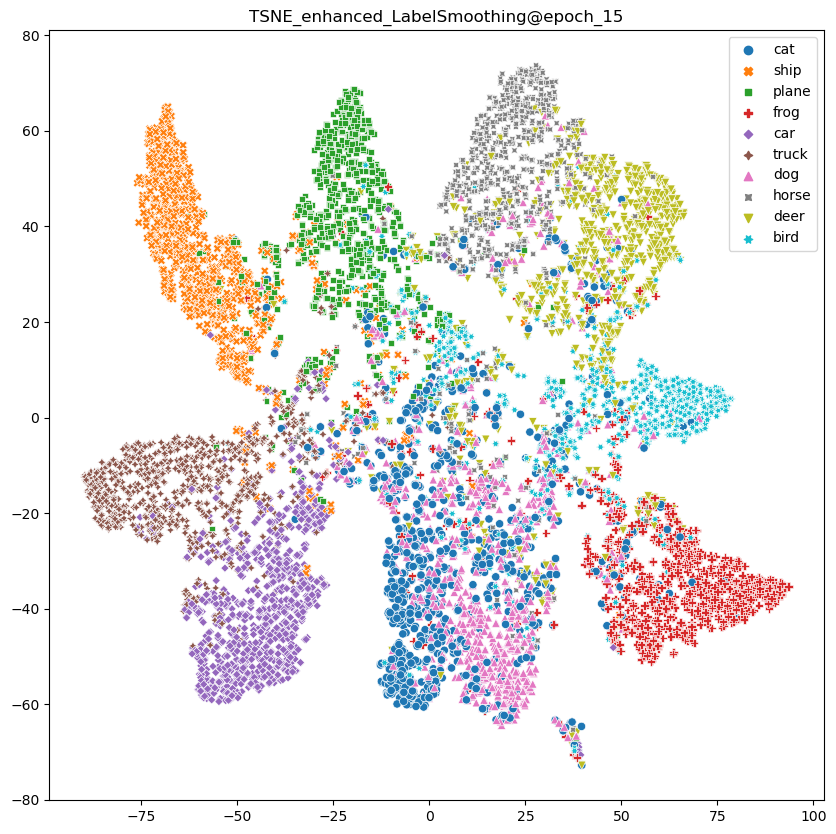 TSNE_enhanced_LabelSmoothing@epoch_15
cat
ship
plane
frog
car
truck
dog
horse
deer
bird
80
60
40
20
0
−20
−40
−60
−80
−75
−50
−25
0
25
50
75
100